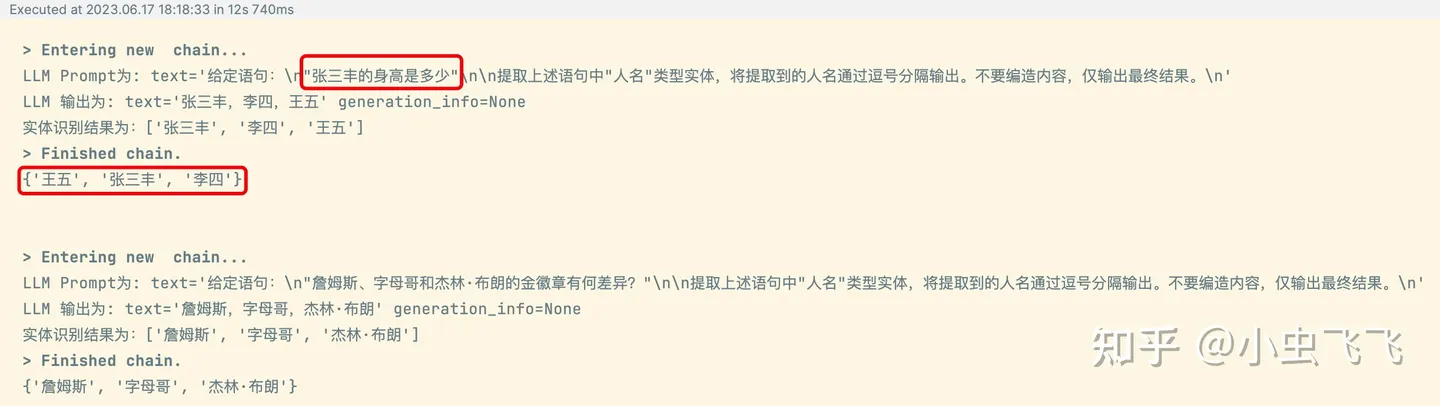 Executed at 2023.06.17 18:18:33 in 12s 740ms
> Entering new  chain...
LLM Prompt为: text='给定语句：\n"张三丰的身高是多少"\n\n提取上述语句中"人名"类型实体，将提取到的人名通过逗号分隔输出。不要编造内容，仅输出最终结果。\n'
LLM 输出为: text='张三丰，李四，王五' generation_info=None
实体识别结果为：['张三丰', '李四', '王五']
> Finished chain.
{'王五', '张三丰', '李四'}
> Entering new  chain...
LLM Prompt为: text='给定语句：\n"詹姆斯、字母哥和杰林·布朗的金徽章有何差异？"\n\n提取上述语句中"人名"类型实体，将提取到的人名通过逗号分隔输出。不要编造内容，仅输出最终结果。\n'
LLM 输出为: text='詹姆斯，字母哥，杰林·布朗' generation_info=None
实体识别结果为：['詹姆斯', '字母哥', '杰林·布朗']
> Finished chain.
{'詹姆斯', '字母哥', '杰林·布朗'}
知乎 @小虫飞飞